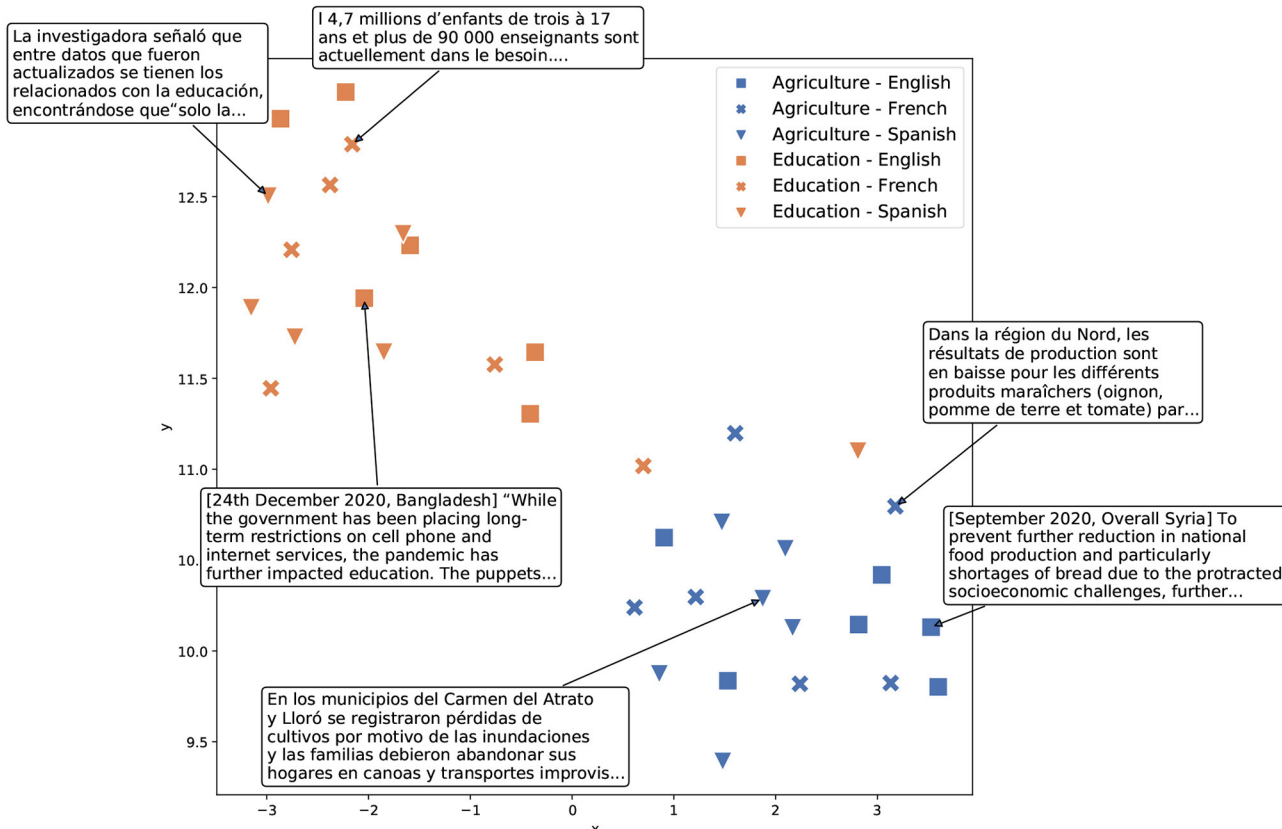 La investigadora señaló que
entre datos que fueron
actualizados se tienen los
relacionados con la educación,
encontrándose que“solo la...
I 4,7 millions d’enfants de trois à 17
ans et plus de 90 000 enseignants sont
actuellement dans le besoin....
Agriculture - English
Agriculture - French
Agriculture - Spanish
Education - English
Education - French
Education - Spanish
12.5
12.0
11.5
y
11.0
10.
10.0
9.5
Dans la région du Nord, les
résultats de production sont
en baisse pour les différents
produits maraîchers (oignon,
pomme de terre et tomate) par...
[24th December 2020, Bangladesh] “While
the government has been placing long-
term restrictions on cell phone and
internet services, the pandemic has
further impacted education. The puppets...
[September 2020, Overall Syria] To
prevent further reduction in national
food production and particularly
shortages of bread due to the protracted
socioeconomic challenges, further...
En los municipios del Carmen del Atrato
y Lloró se registraron pérdidas de
cultivos por motivo de las inundaciones
y las familias debieron abandonar sus
hogares en canoas y transportes improvis...
−3 −2 −1 0 1 2 3